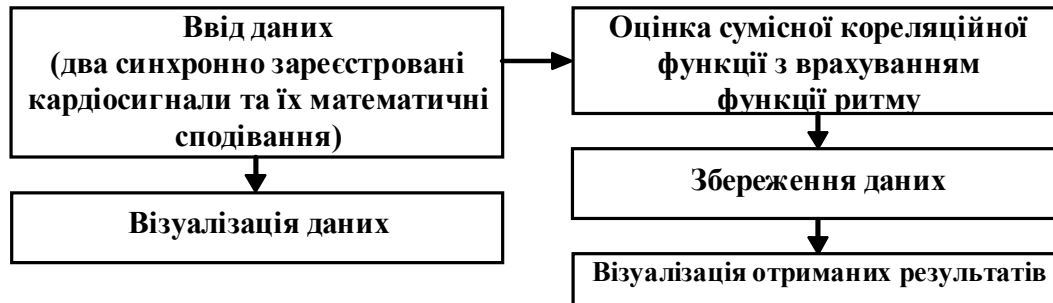 Ввід даних
(два синхронно зареєстровані
кардіосигнали та їх математичні
сподівання)
Візуалізація даних
Оцінка сумісної кореляційної
функції з врахуванням
функції ритму
Збереження даних
Візуалізація отриманих результатів